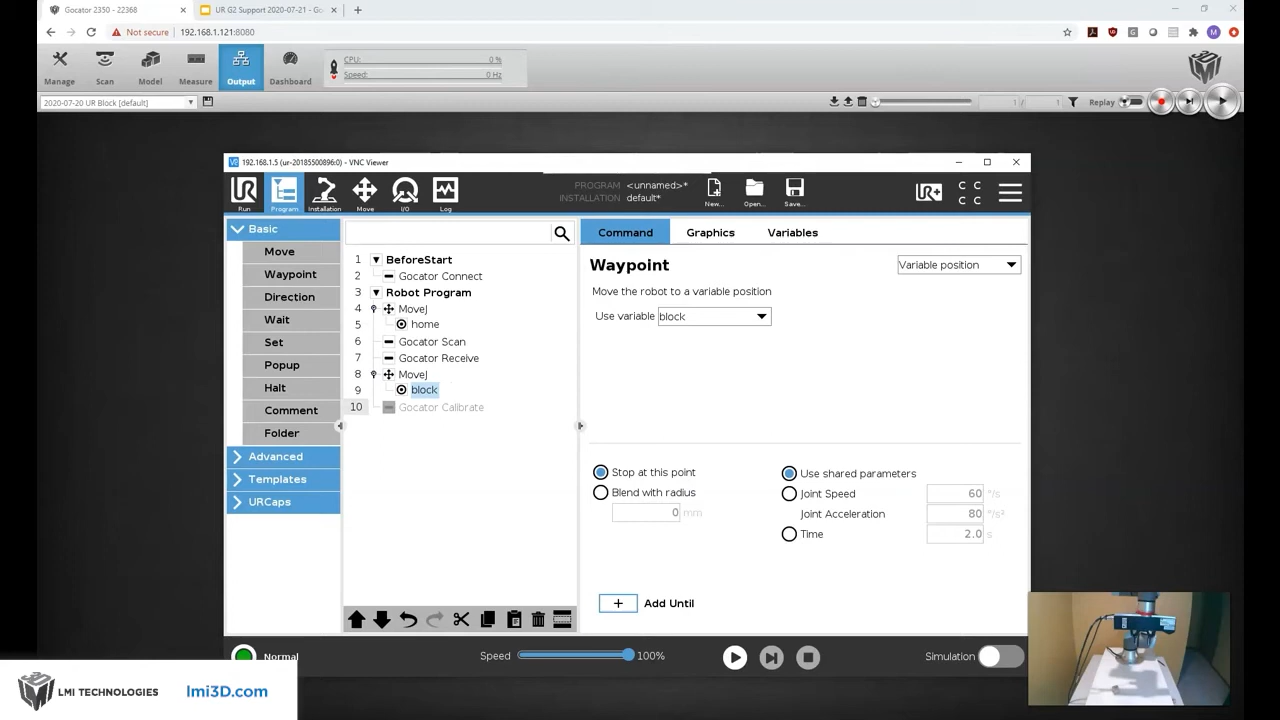 Gocator 2350 - 22368
UR G2 Support 2020-07-21 - Goc
Not secure
192.168.1.121:8080
Manage
Scan
Model
Measure
Output
Dashboard
CPU: 0 %
Speed: 0 Hz
2020-07-20 UR Block [default]
1 / 1
Replay
192.168.1.5 (ur-20185500896:0) - VNC Viewer
Run
Program
Installation
Move
I/O
Log
PROGRAM <unnamed>*
INSTALLATION default*
New...
Open...
Save...
UR+
C C
C C
Basic
Move
Waypoint
Direction
Wait
Set
Popup
Halt
Comment
Folder
Advanced
Templates
URCaps
1 BeforeStart
2 Gocator Connect
3 Robot Program
4 MoveJ
5 home
6 Gocator Scan
7 Gocator Receive
8 MoveJ
9 block
10 Gocator Calibrate
Command
Graphics
Variables
Waypoint
Variable position
Move the robot to a variable position
Use variable block
Stop at this point
Blend with radius
0 mm
Use shared parameters
Joint Speed 60 °/s
Joint Acceleration 80 °/s²
Time 2.0 s
+ Add Until
Normal
Speed 100%
Simulation
LMI TECHNOLOGIES
lmi3D.com